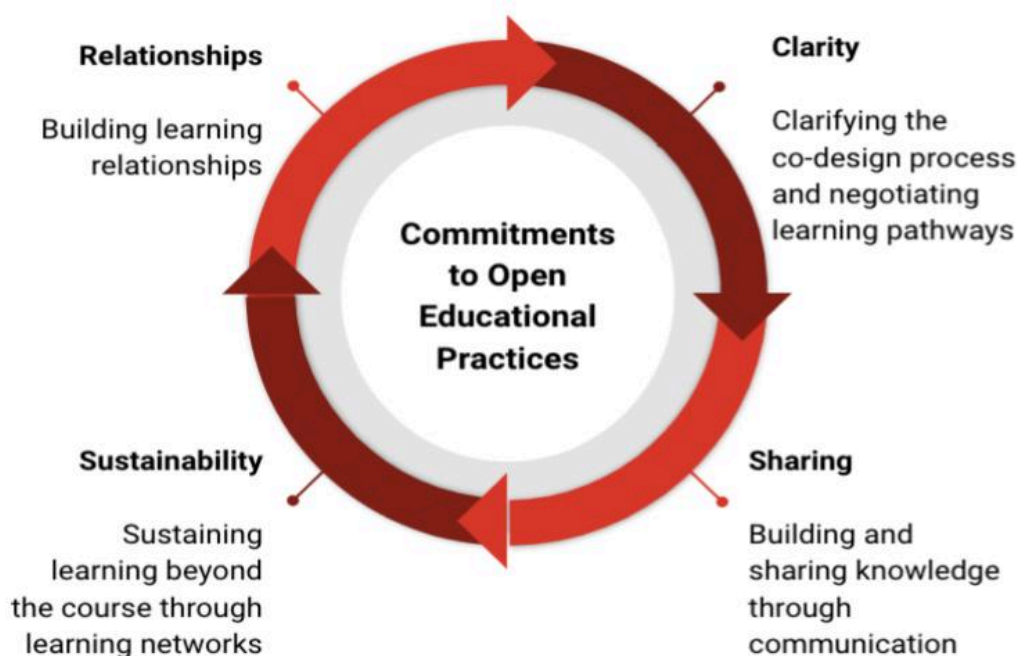 Relationships
Building learning
relationships
Clarity
Clarifying the
co-design process
and negotiating
learning pathways
Commitments
to Open
Educational
Practices
Sustainability
Sustaining
learning beyond
the course through
learning networks
Sharing
Building and
sharing knowledge
through
communication